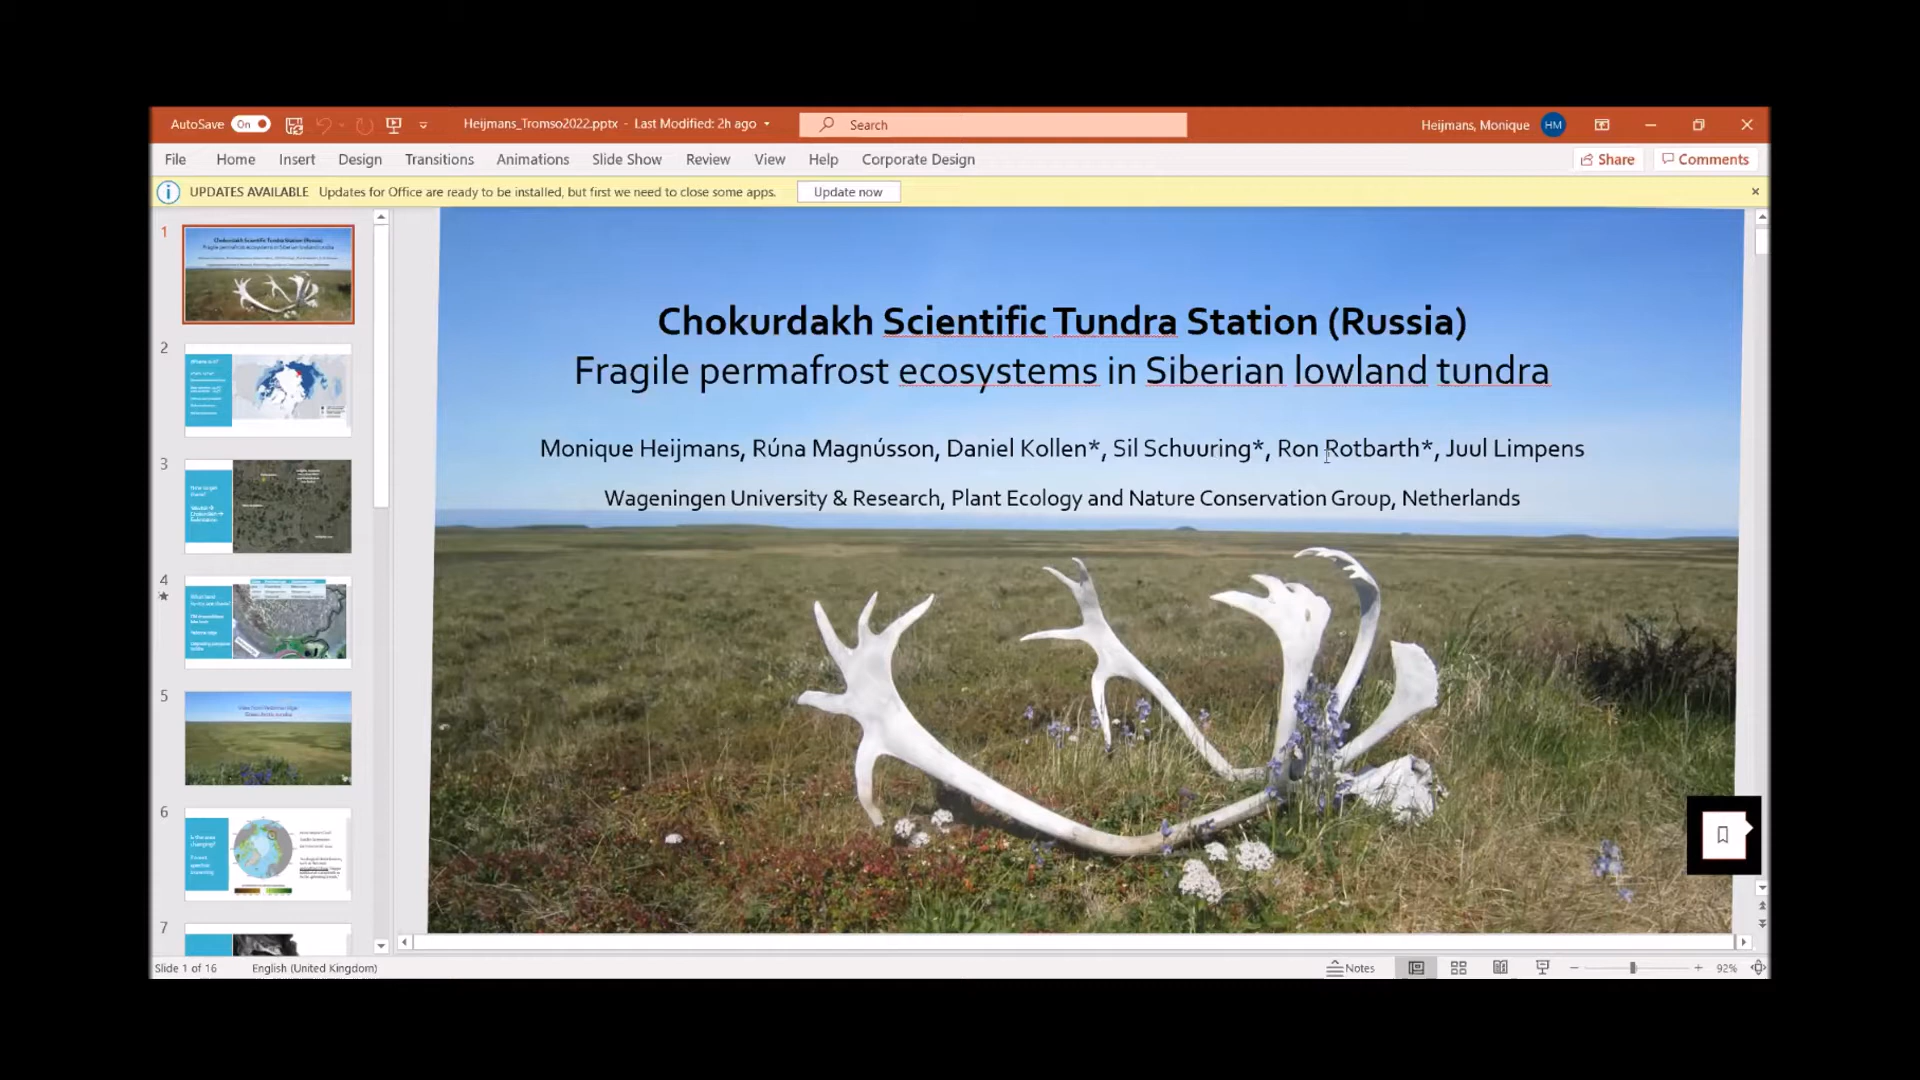 AutoSave On Heijmans_Tromso2022.pptx - Last Modified: 2h ago Search Heijmans, Monique HM
File Home Insert Design Transitions Animations Slide Show Review View Help Corporate Design Share Comments
UPDATES AVAILABLE Updates for Office are ready to be installed, but first we need to close some apps. Update now
1
2
3
4
5
6
7
Chokurdakh Scientific Tundra Station (Russia)
Fragile permafrost ecosystems in Siberian lowland tundra
Monique Heijmans, Rúna Magnússon, Daniel Kollen*, Sil Schuuring*, Ron Rotbarth*, Juul Limpens
Wageningen University & Research, Plant Ecology and Nature Conservation Group, Netherlands
Slide 1 of 16 English (United Kingdom) Notes 92%